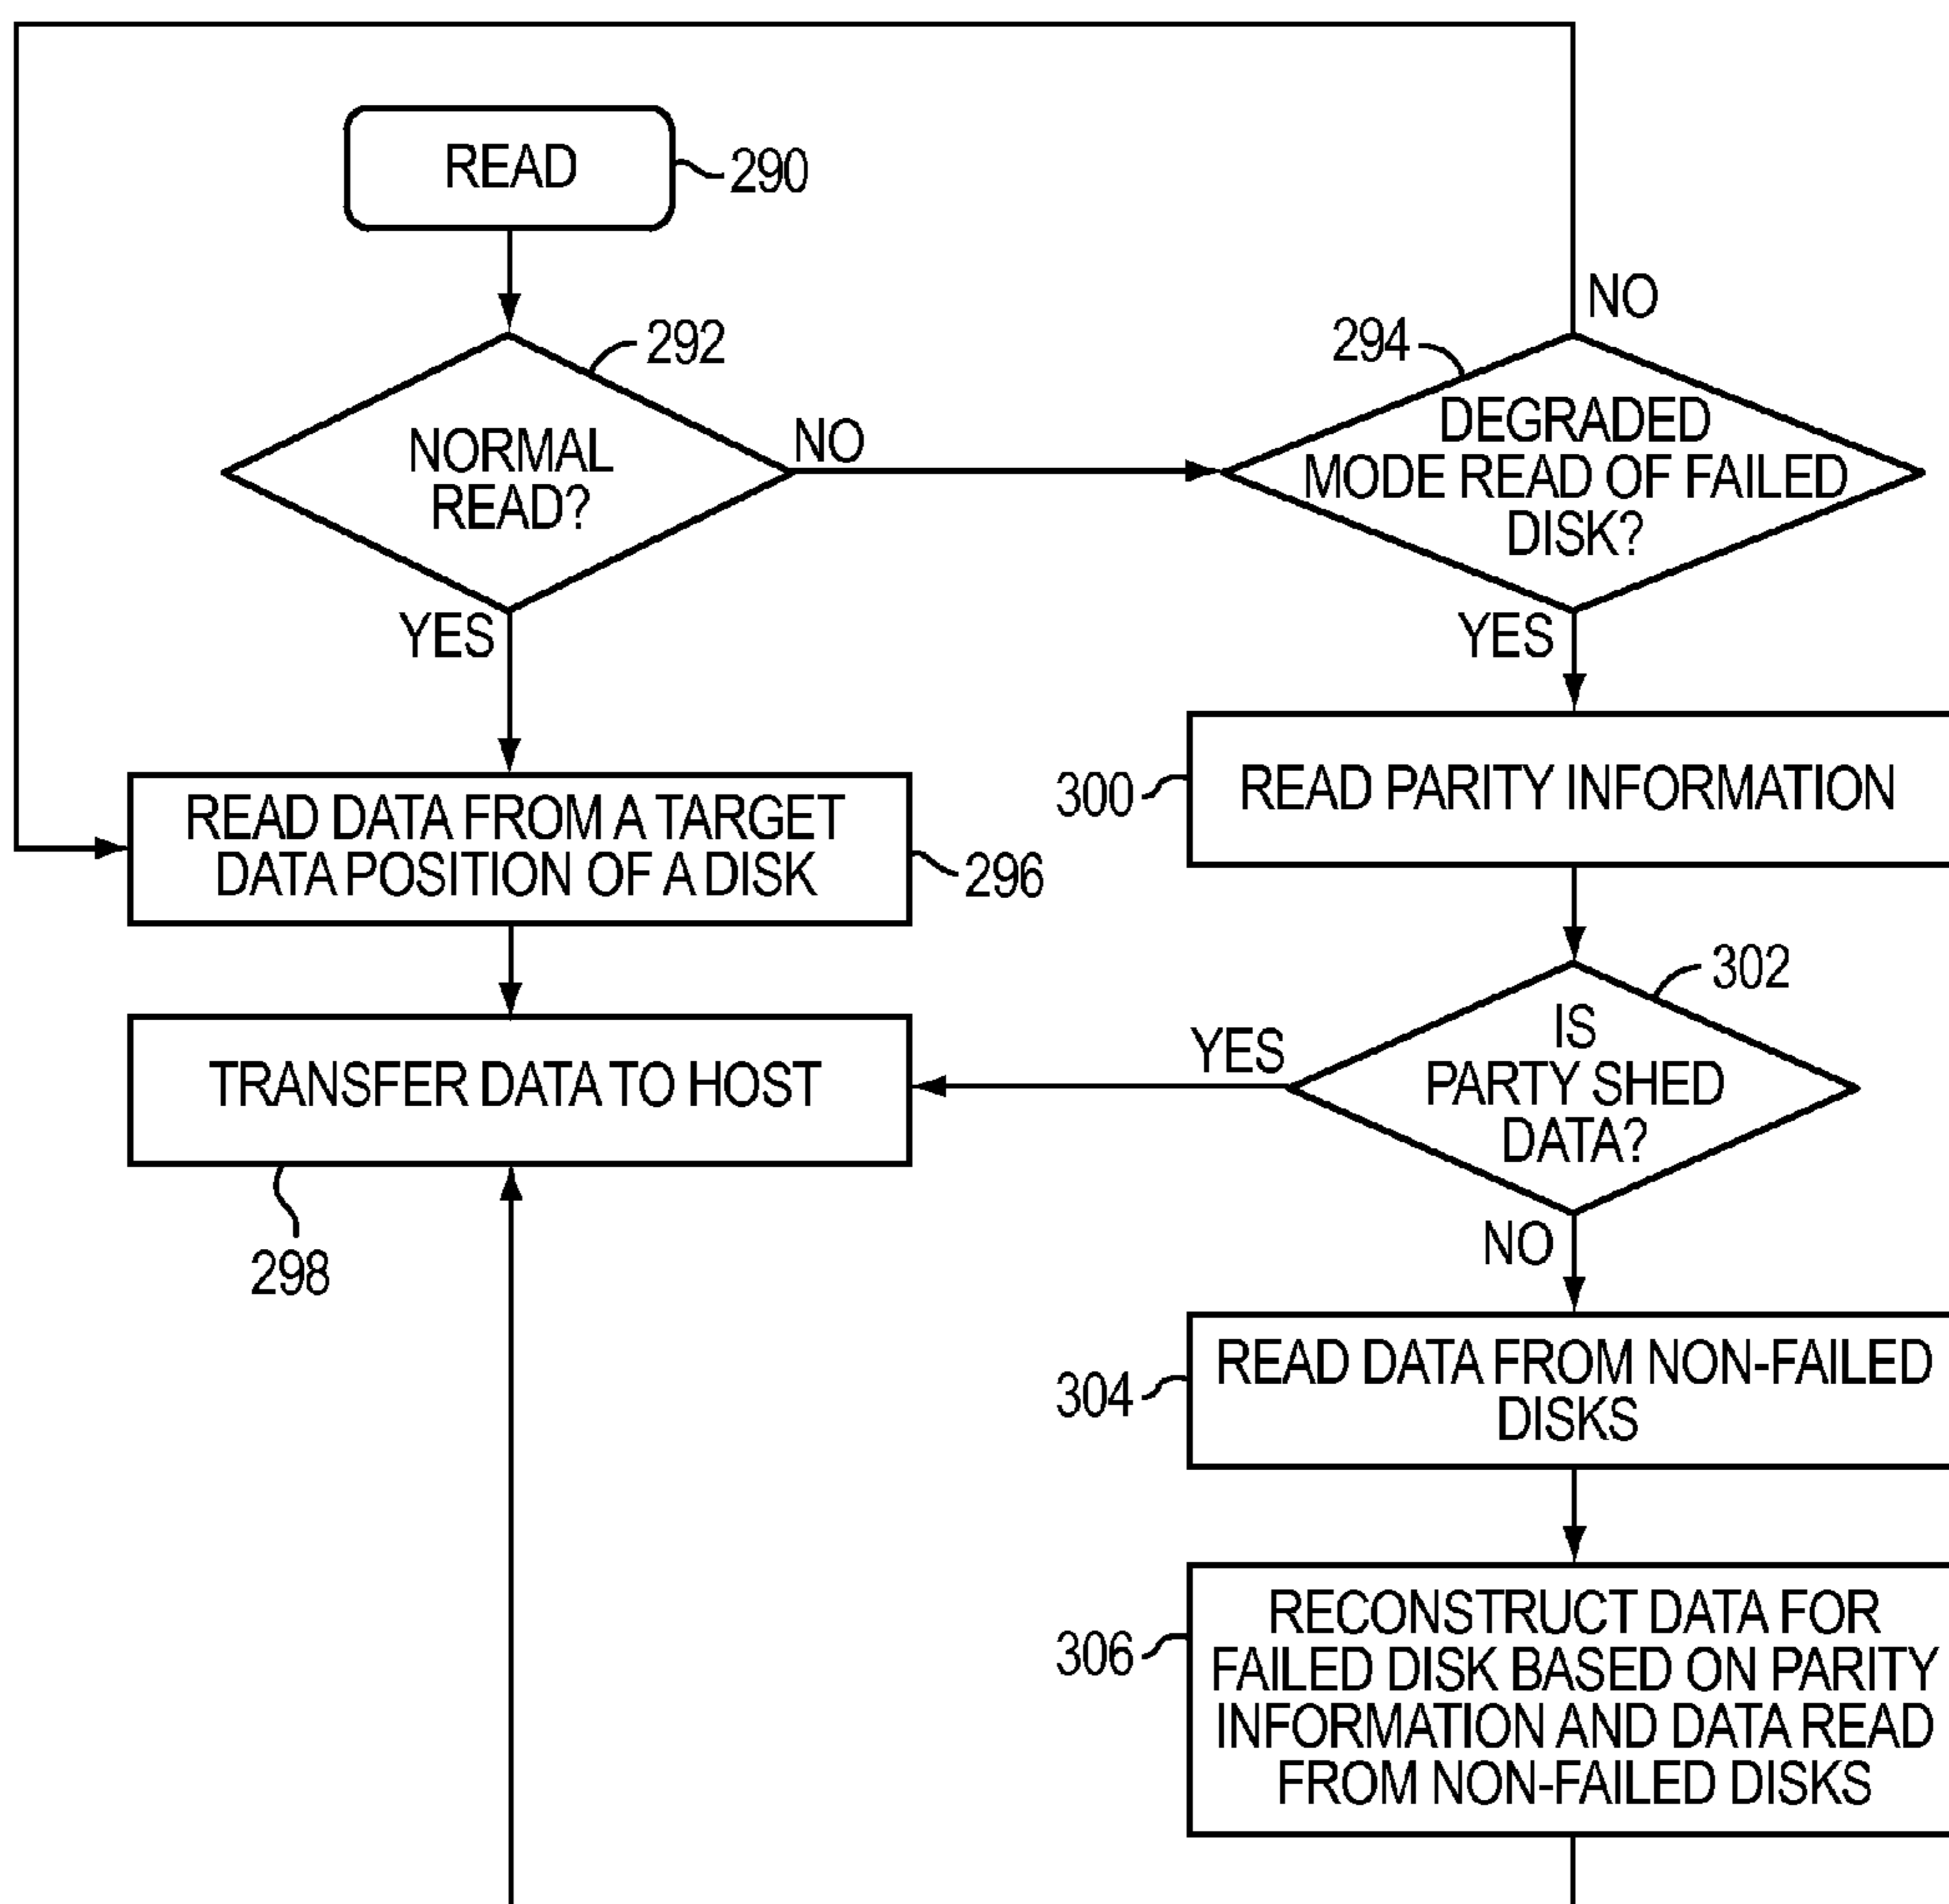 READ
290
292
NORMAL
READ?
NO
YES
NO
294
DEGRADED
MODE READ OF FAILED
DISK?
YES
READ DATA FROM A TARGET
DATA POSITION OF A DISK
296
300
READ PARITY INFORMATION
TRANSFER DATA TO HOST
298
302
IS
PARTY SHED
DATA?
YES
NO
304
READ DATA FROM NON-FAILED
DISKS
306
RECONSTRUCT DATA FOR
FAILED DISK BASED ON PARITY
INFORMATION AND DATA READ
FROM NON-FAILED DISKS